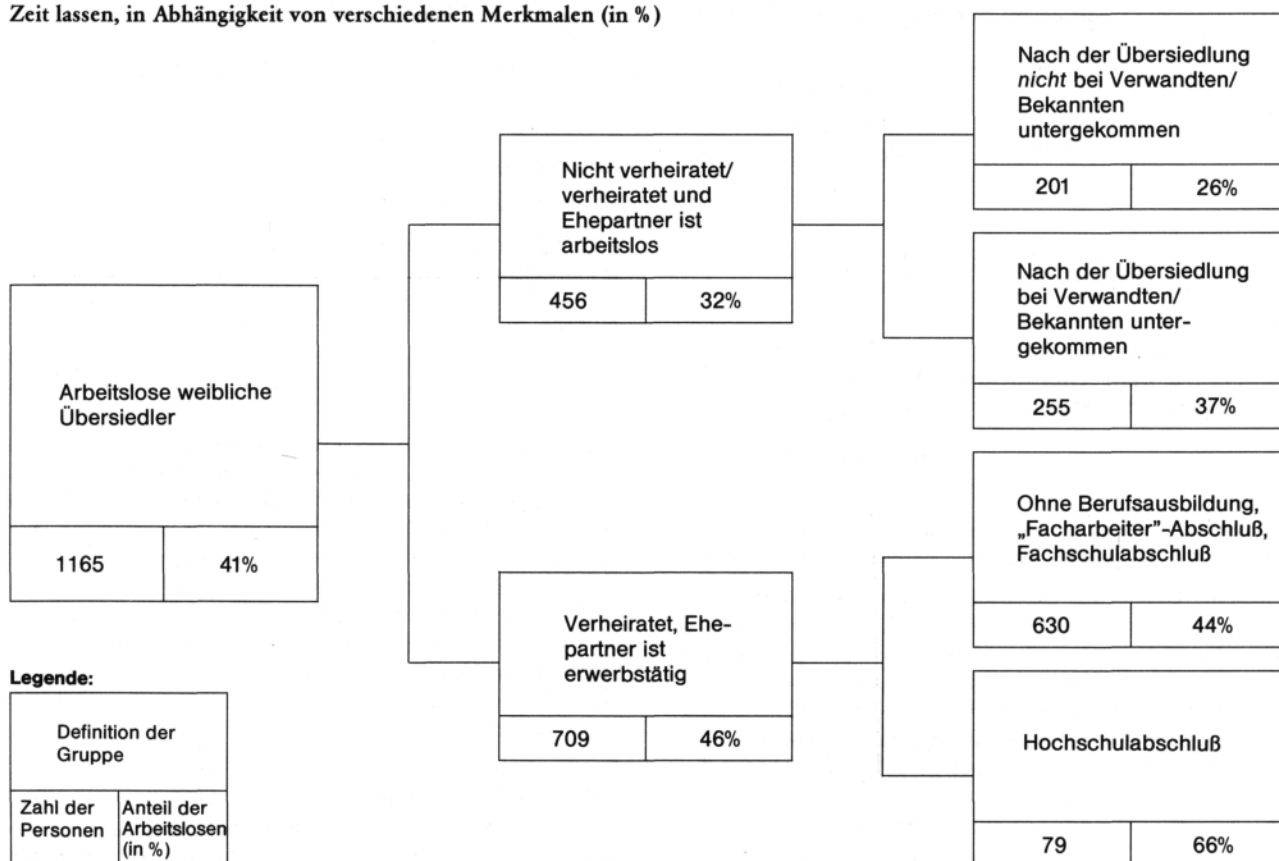 Zeit lassen, in Abhängigkeit von verschiedenen Merkmalen (in %)
Arbeitslose weibliche
Übersiedler
1165 41%
Nicht verheiratet/
verheiratet und
Ehepartner ist
arbeitslos
456 32%
Verheiratet, Ehe-
partner ist
erwerbstätig
709 46%
Nach der Übersiedlung
nicht bei Verwandten/
Bekannten
untergekommen
201 26%
Nach der Übersiedlung
bei Verwandten/
Bekannten unter-
gekommen
255 37%
Ohne Berufsausbildung,
„Facharbeiter”-Abschluß,
Fachschulabschluß
630 44%
Hochschulabschluß
79 66%
Legende:
Definition der
Gruppe
Zahl der
Personen
Anteil der
Arbeitslosen
(in %)